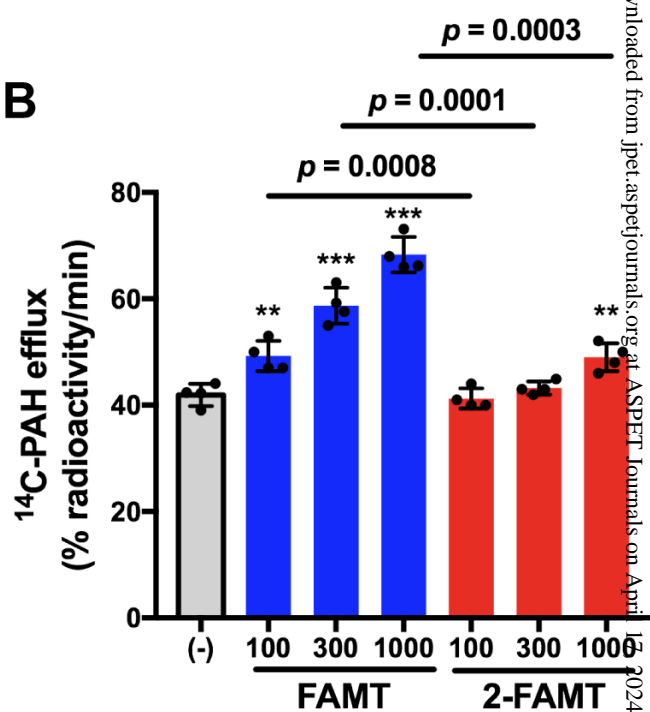 p = 0.0003
B
p = 0.0001
p = 0.0008
80
60
40
20
0
14C-PAH efflux
(% radioactivity/min)
***
***
**
**
(-) 100 300 1000 100 300 1000
FAMT 2-FAMT
wnloaded from jpet.aspetjournals.org at ASPET Journals on April 17, 2024